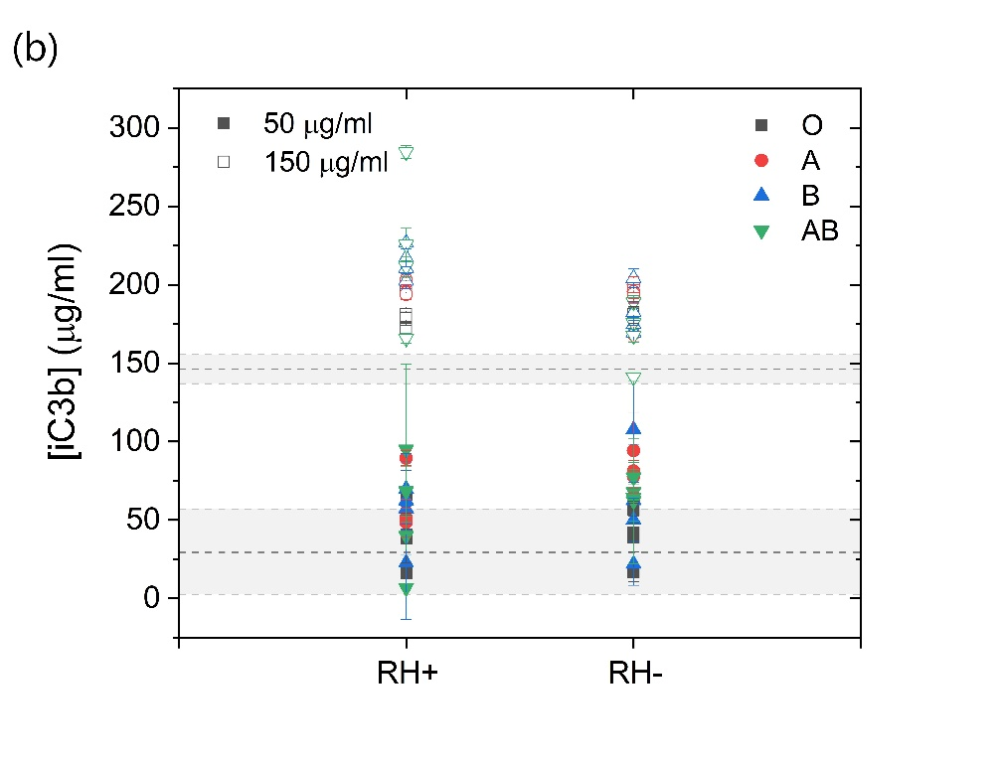 (b)
50 μg/ml
150 μg/ml
O
A
B
AB
[iC3b] (μg/ml)
300
250
200
150
100
50
0
RH+
RH-